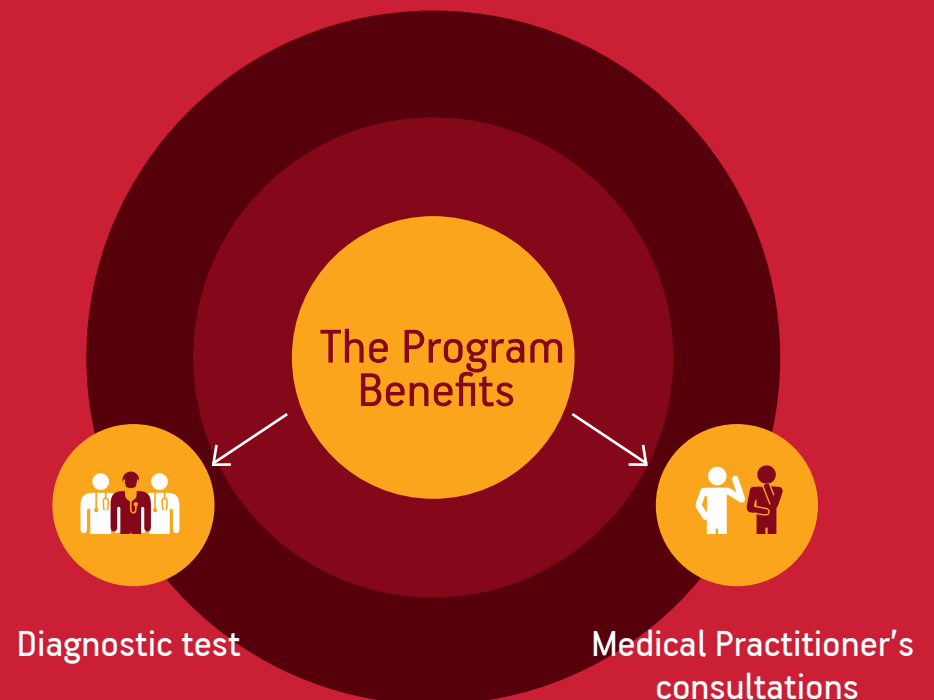 The Program
Benefits
Diagnostic test
Medical Practitioner’s
consultations